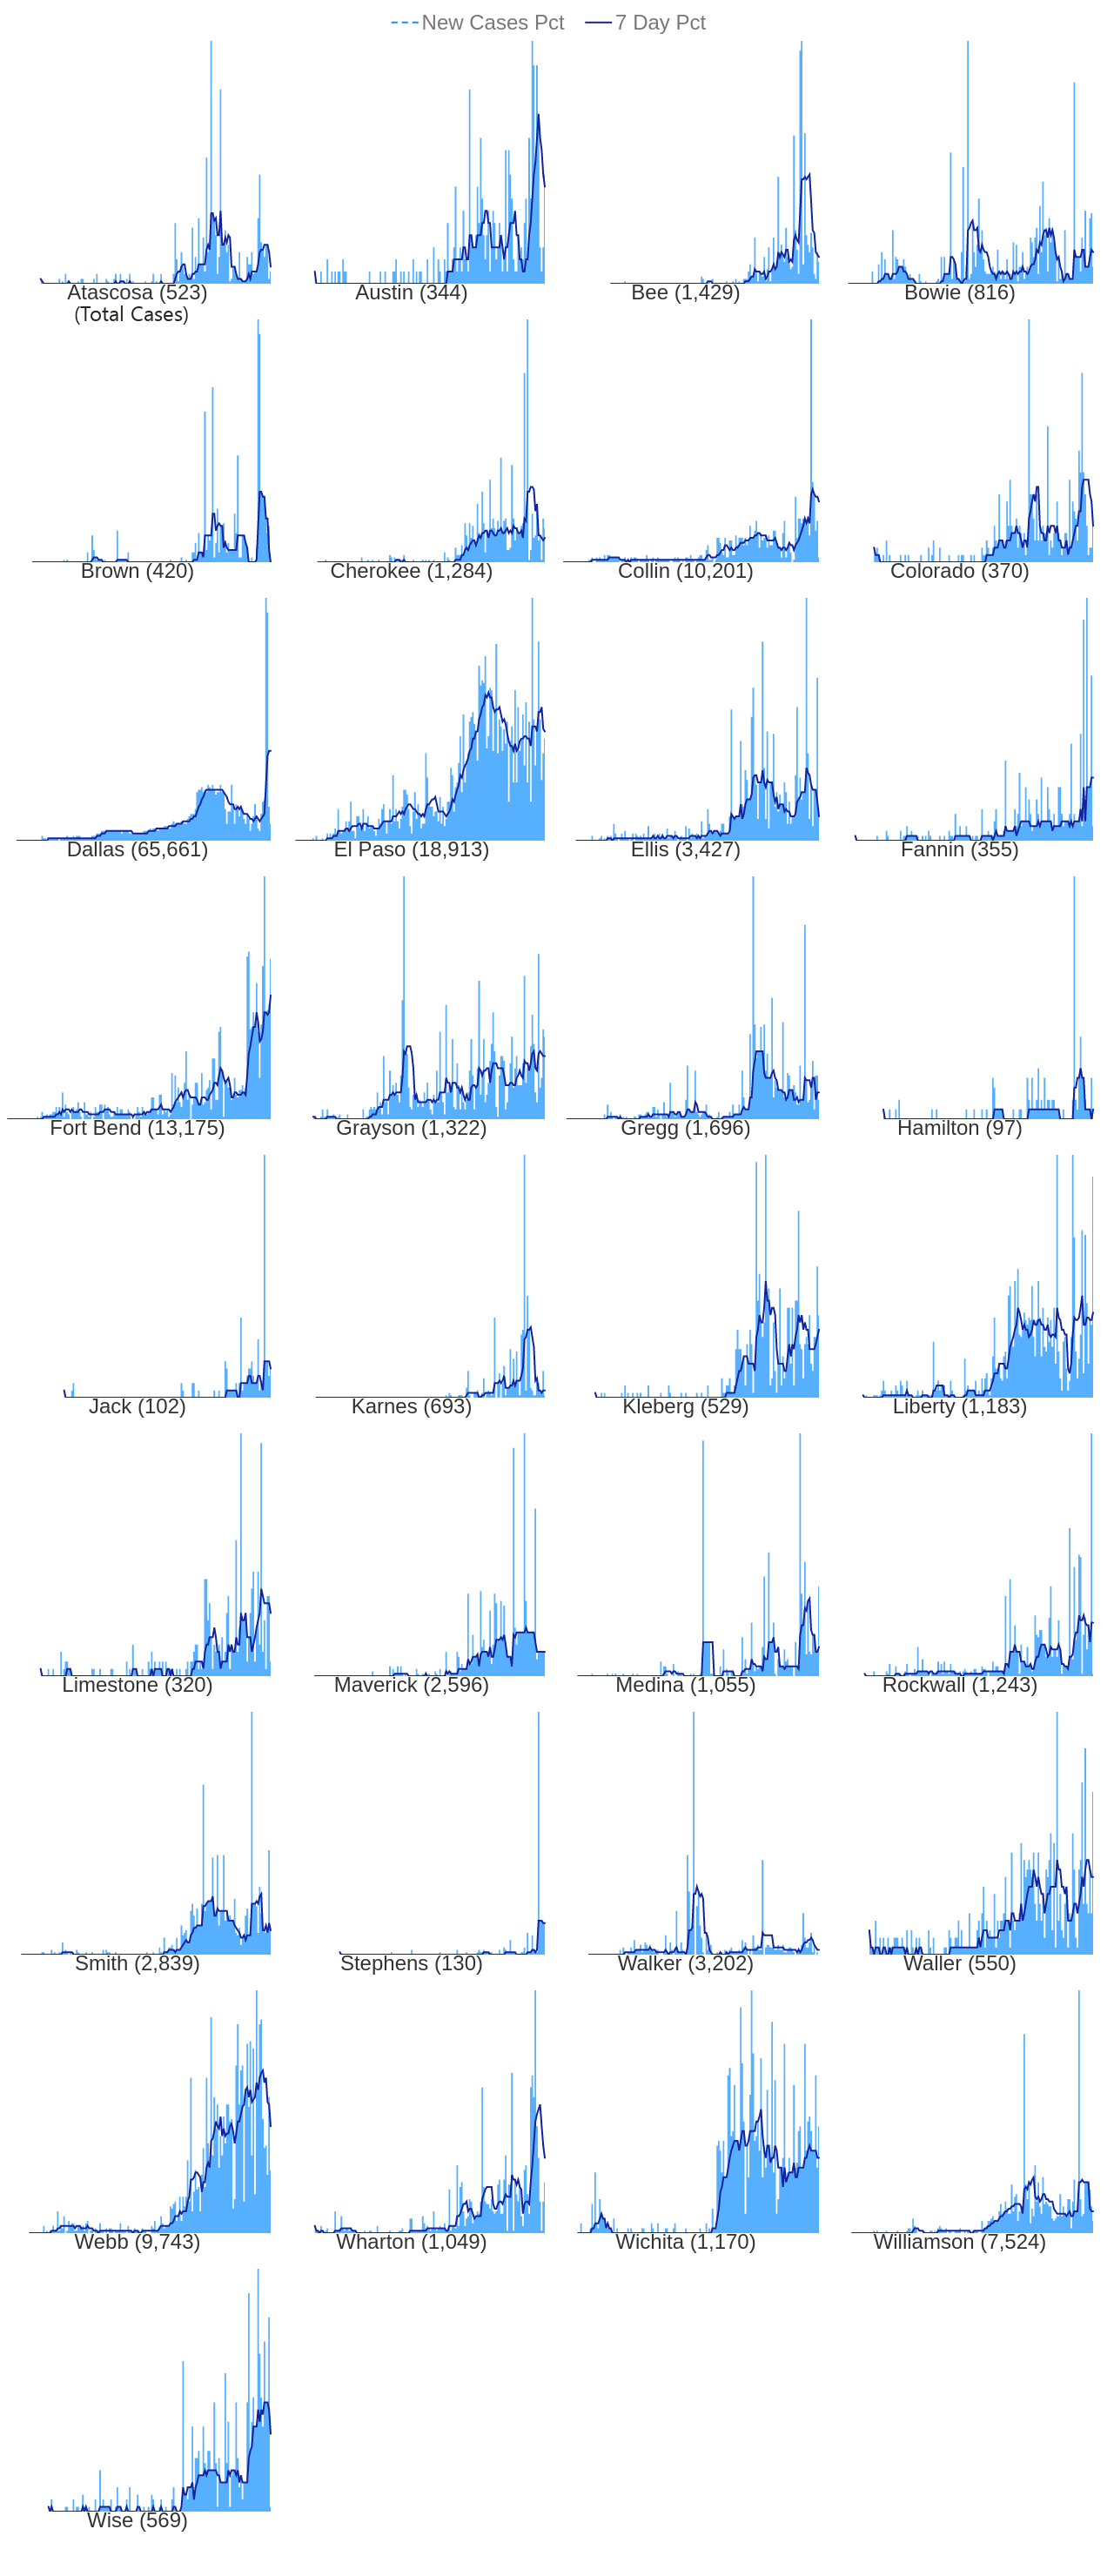 New Cases Pct 7 Day Pct
Atascosa (523) Austin (344) Bee (1,429) Bowie (816)
(Total Cases)
Brown (420) Cherokee (1,284) Collin (10,201) Colorado (370)
Dallas (65,661) El Paso (18,913) Ellis (3,427) Fannin (355)
Fort Bend (13,175) Grayson (1,322) Gregg (1,696) Hamilton (97)
Jack (102) Karnes (693) Kleberg (529) Liberty (1,183)
Limestone (320) Maverick (2,596) Medina (1,055) Rockwall (1,243)
Smith (2,839) Stephens (130) Walker (3,202) Waller (550)
Webb (9,743) Wharton (1,049) Wichita (1,170) Williamson (7,524)
Wise (569)